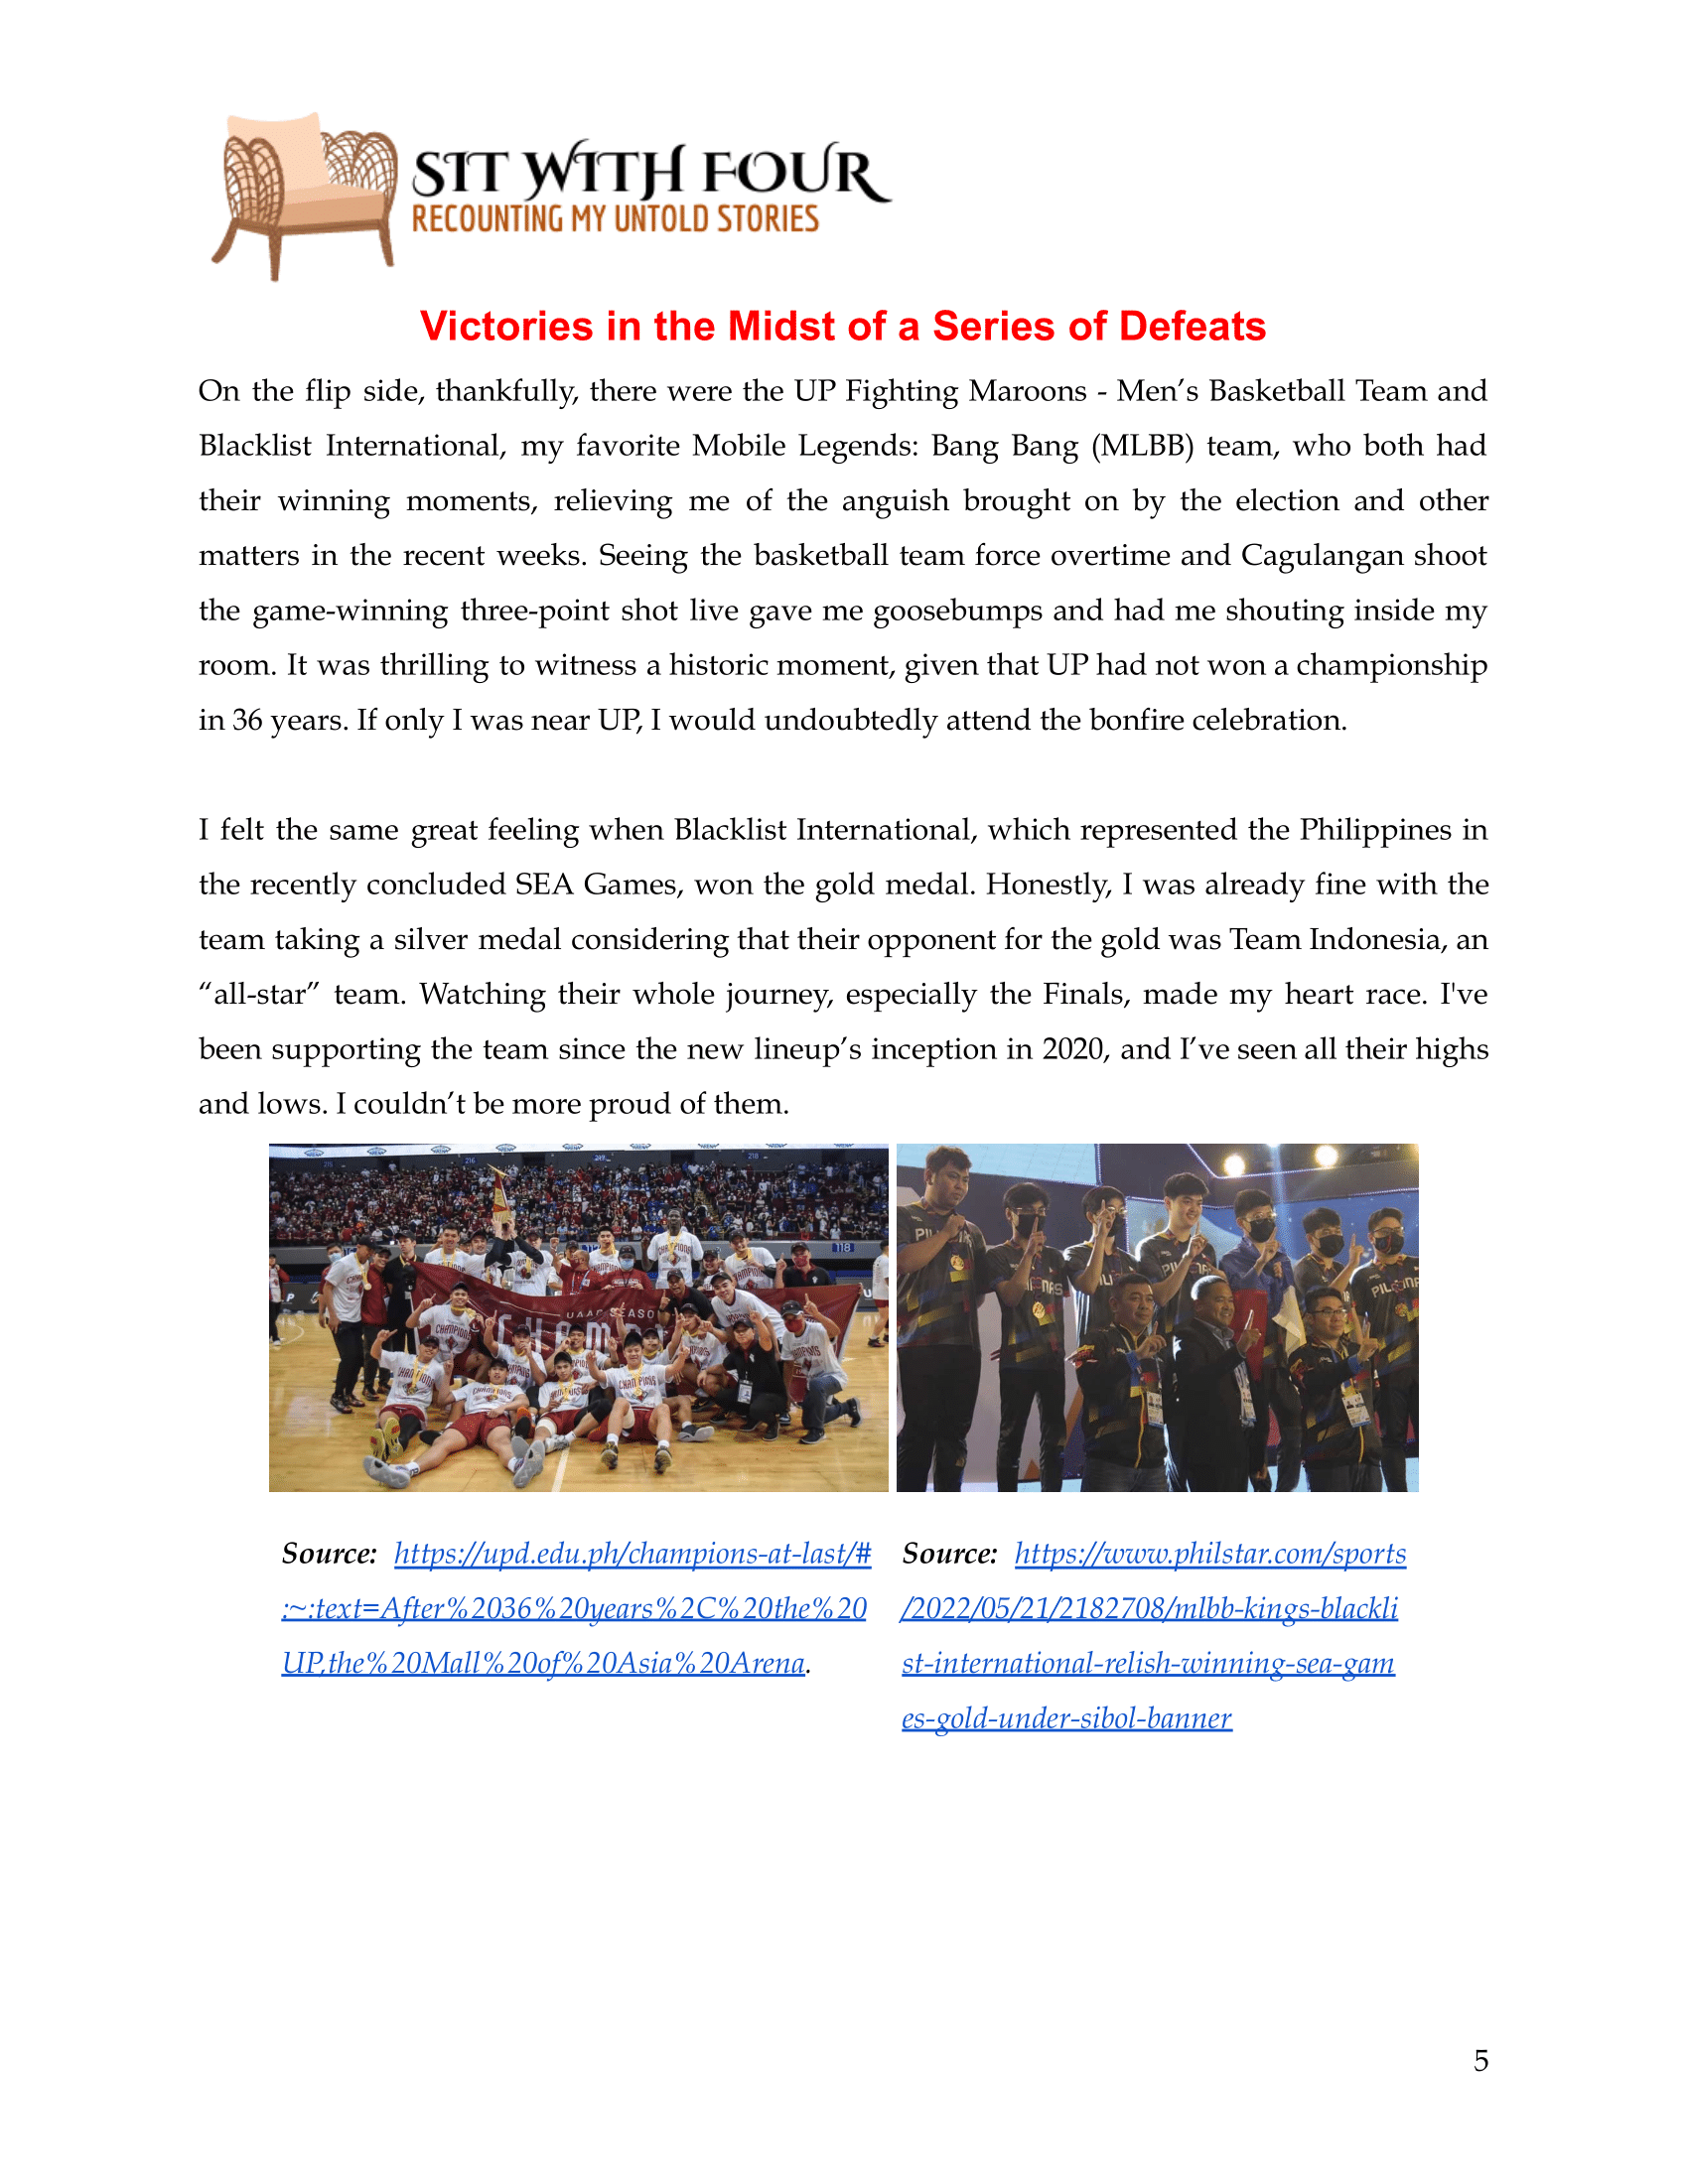 SIT WITH FOUR
RECOUNTING MY UNTOLD STORIES
Victories in the Midst of a Series of Defeats
On the flip side, thankfully, there were the UP Fighting Maroons - Men’s Basketball Team and
Blacklist International, my favorite Mobile Legends: Bang Bang (MLBB) team, who both had
their winning moments, relieving me of the anguish brought on by the election and other
matters in the recent weeks. Seeing the basketball team force overtime and Cagulangan shoot
the game-winning three-point shot live gave me goosebumps and had me shouting inside my
room. It was thrilling to witness a historic moment, given that UP had not won a championship
in 36 years. If only I was near UP, I would undoubtedly attend the bonfire celebration.
I felt the same great feeling when Blacklist International, which represented the Philippines in
the recently concluded SEA Games, won the gold medal. Honestly, I was already fine with the
team taking a silver medal considering that their opponent for the gold was Team Indonesia, an
“all-star” team. Watching their whole journey, especially the Finals, made my heart race. I've
been supporting the team since the new lineup’s inception in 2020, and I’ve seen all their highs
and lows. I couldn’t be more proud of them.
118
UAAP SEASO
CHAM
Source: https://upd.edu.ph/champions-at-last/#
:~:text=After%2036%20years%2C%20the%20
UP,the%20Mall%20of%20Asia%20Arena.
Source: https://www.philstar.com/sports
/2022/05/21/2182708/mlbb-kings-blackli
st-international-relish-winning-sea-gam
es-gold-under-sibol-banner
5